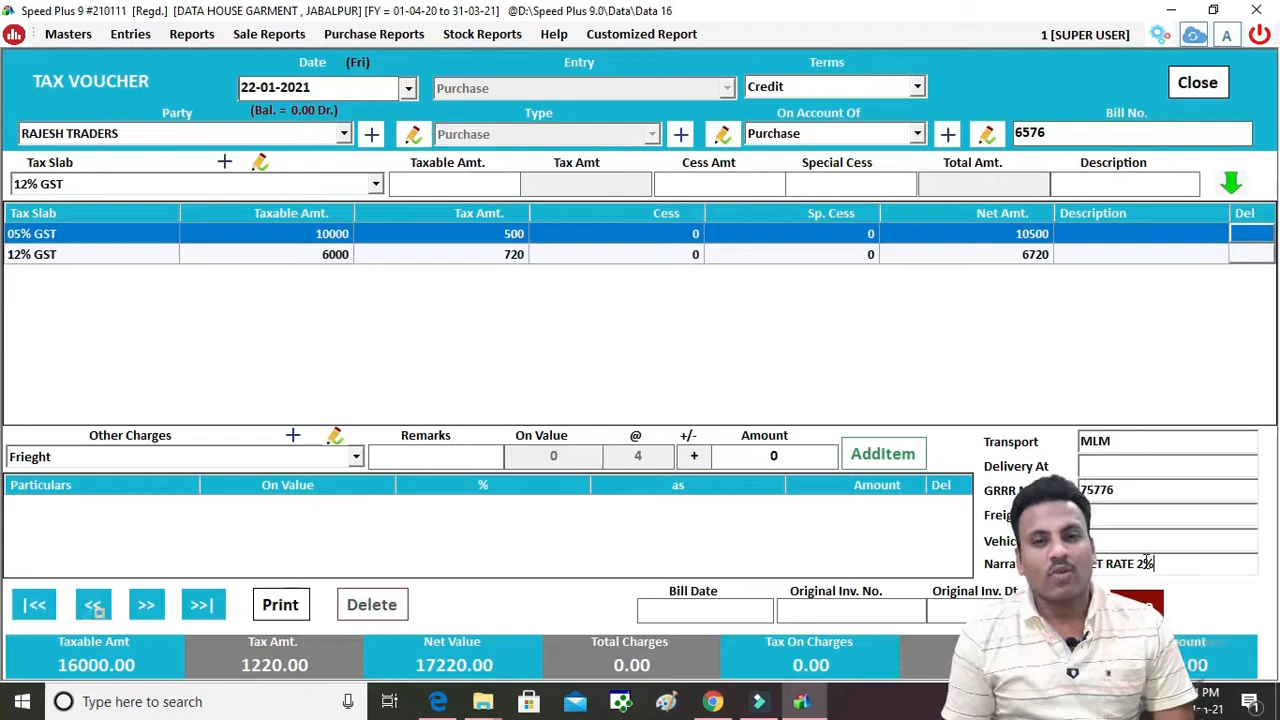 Speed Plus 9 #210111 [Regd.] [DATA HOUSE GARMENT , JABALPUR] [FY = 01-04-20 to 31-03-21] @D:\Speed Plus 9.0\Data\Data 16
Masters Entries Reports Sale Reports Purchase Reports Stock Reports Help Customized Report 1 [SUPER USER] A
TAX VOUCHER Date (Fri) Entry Terms
22-01-2021 Purchase Credit Close
Party (Bal. = 0.00 Dr.) Type On Account Of Bill No.
RAJESH TRADERS Purchase Purchase 6576
Tax Slab Taxable Amt. Tax Amt Cess Amt Special Cess Total Amt. Description
12% GST
Tax Slab Taxable Amt. Tax Amt. Cess Sp. Cess Net Amt. Description Del
05% GST 10000 500 0 0 10500
12% GST 6000 720 0 0 6720
Other Charges Remarks On Value @ +/- Amount
Frieght 0 4 + 0 AddItem
Particulars On Value % as Amount Del
Transport MLM
Delivery At
GRRR 75776
RATE 2%
|<< << >> >>| Print Delete
Bill Date Original Inv. No. Original Inv. Dt
Taxable Amt Tax Amt. Net Value Total Charges Tax On Charges
16000.00 1220.00 17220.00 0.00 0.00
Type here to search